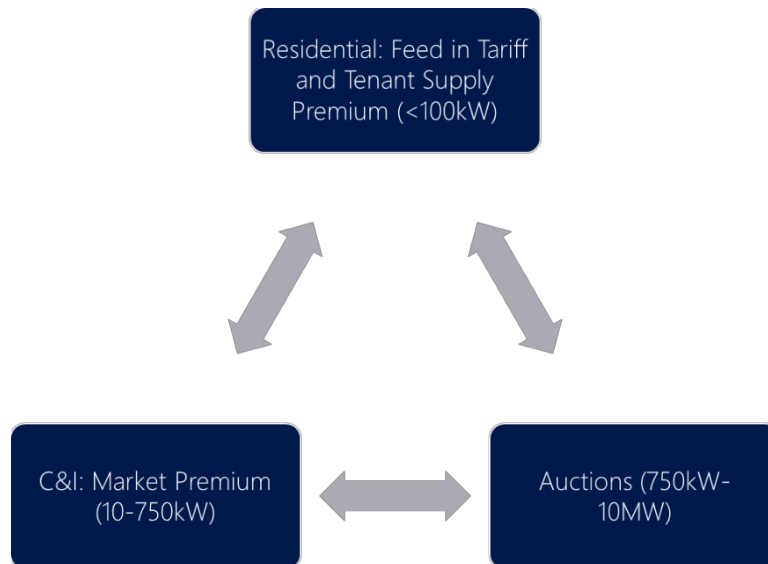 Residential: Feed in Tariff
and Tenant Supply
Premium (<100kW)
C&I: Market Premium
(10-750kW)
Auctions (750kW-
10MW)